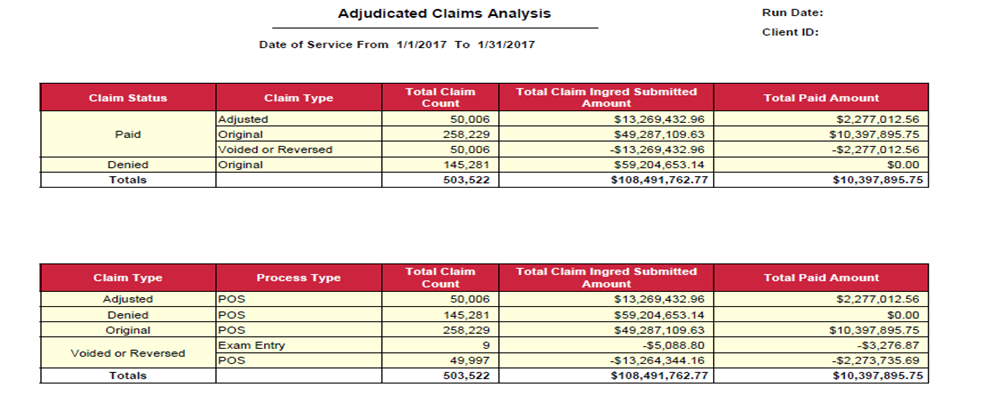 Adjudicated Claims Analysis
Run Date:
Client ID:
Date of Service From 1/1/2017 To 1/31/2017
Claim Status Claim Type Total Claim Count Total Claim Ingred Submitted Amount Total Paid Amount
Paid Adjusted 50,006 $13,269,432.96 $2,277,012.56
Original 258,229 $49,287,109.63 $10,397,895.75
Voided or Reversed 50,006 -$13,269,432.96 -$2,277,012.56
Denied Original 145,281 $59,204,653.14 $0.00
Totals 503,522 $108,491,762.77 $10,397,895.75
Claim Type Process Type Total Claim Count Total Claim Ingred Submitted Amount Total Paid Amount
Adjusted POS 50,006 $13,269,432.96 $2,277,012.56
Denied POS 145,281 $59,204,653.14 $0.00
Original POS 258,229 $49,287,109.63 $10,397,895.75
Voided or Reversed Exam Entry 9 -$5,088.80 -$3,276.87
POS 49,997 -$13,264,344.16 -$2,273,735.69
Totals 503,522 $108,491,762.77 $10,397,895.75